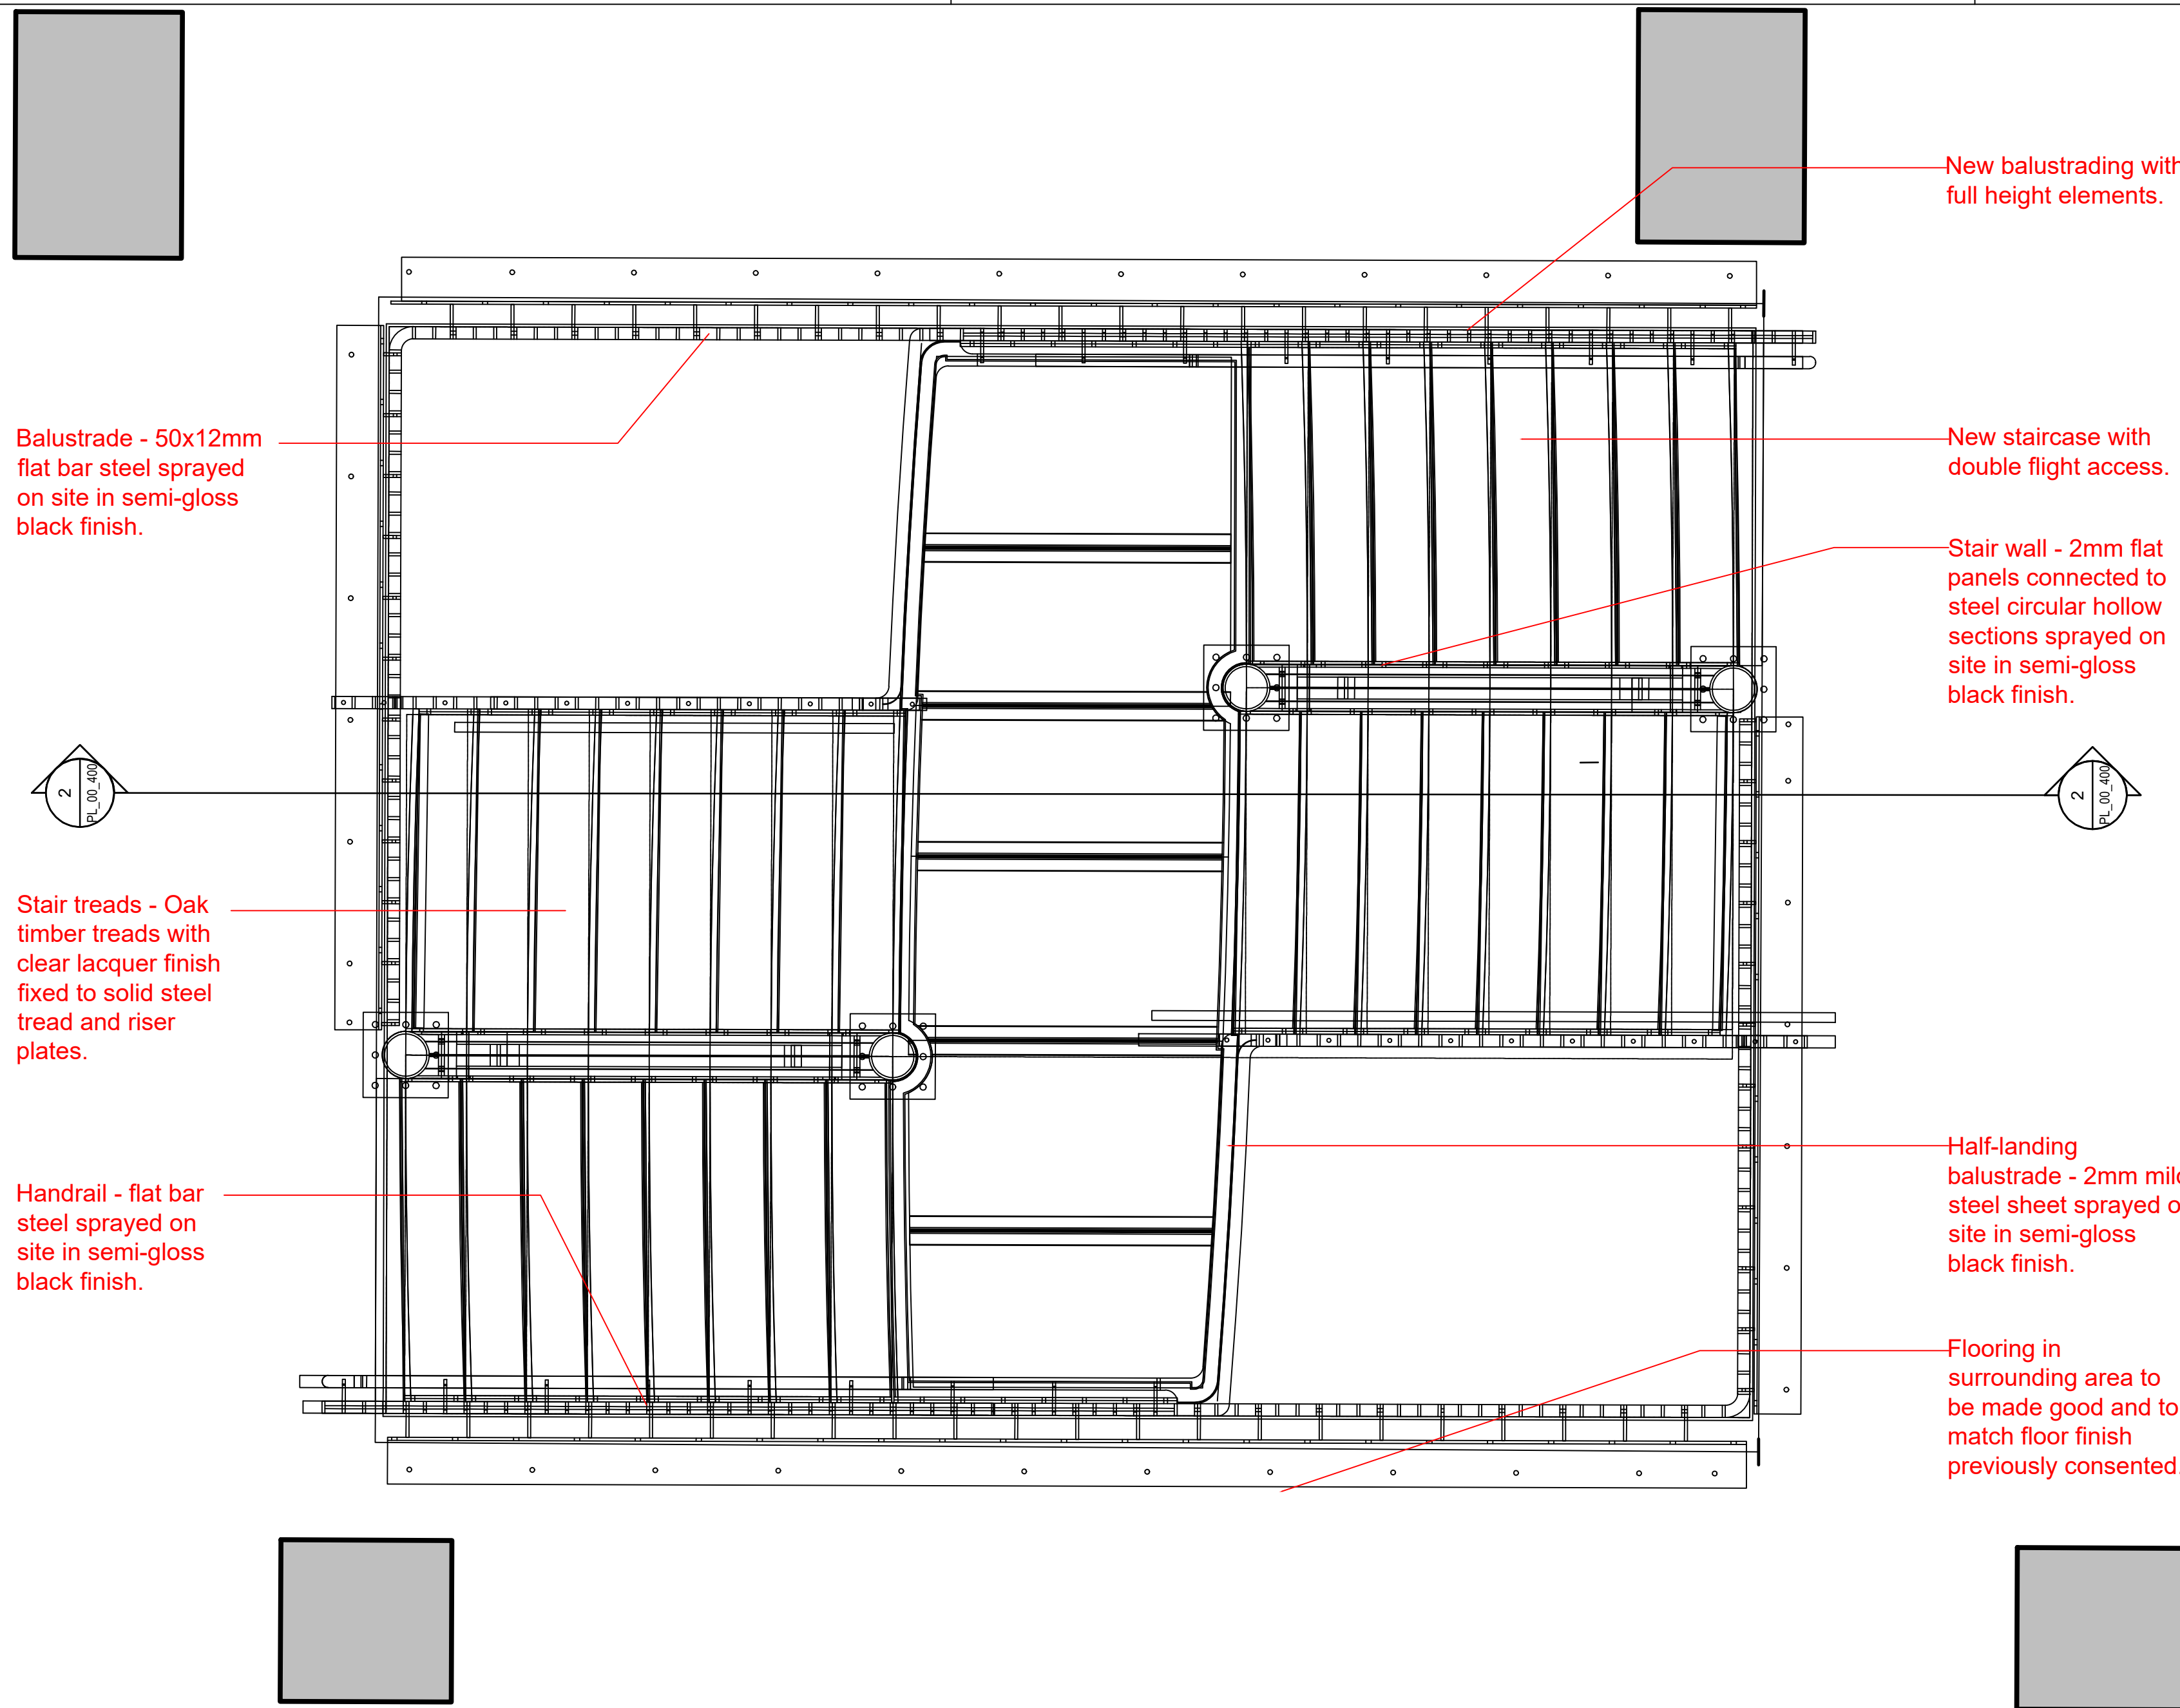 New balustrading with
full height elements.
Balustrade - 50x12mm
flat bar steel sprayed
on site in semi-gloss
black finish.
New staircase with
double flight access.
Stair wall - 2mm flat
panels connected to
steel circular hollow
sections sprayed on
site in semi-gloss
black finish.
2
PL_00_400
2
PL_00_400
Stair treads - Oak
timber treads with
clear lacquer finish
fixed to solid steel
tread and riser
plates.
Handrail - flat bar
steel sprayed on
site in semi-gloss
black finish.
Half-landing
balustrade - 2mm
steel sheet sprayed
site in semi-gloss
black finish.
Flooring in
surrounding area to
be made good and to
match floor finish
previously consented.